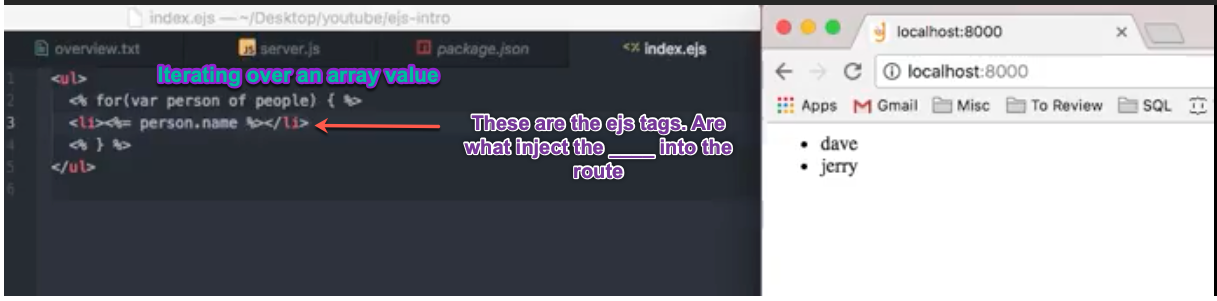 index.ejs — ~/Desktop/youtube/ejs-intro
overview.txt server.js package.json <% index.ejs
Iterating over an array value
1 <ul>
2 <% for(var person of people) { %>
3 <li><%= person.name %></li>
4 <% } %>
5 </ul>
6
These are the ejs tags. Are
what inject the ____ into the
route
localhost:8000
localhost:8000
Apps Gmail Misc To Review SQL
• dave
• jerry